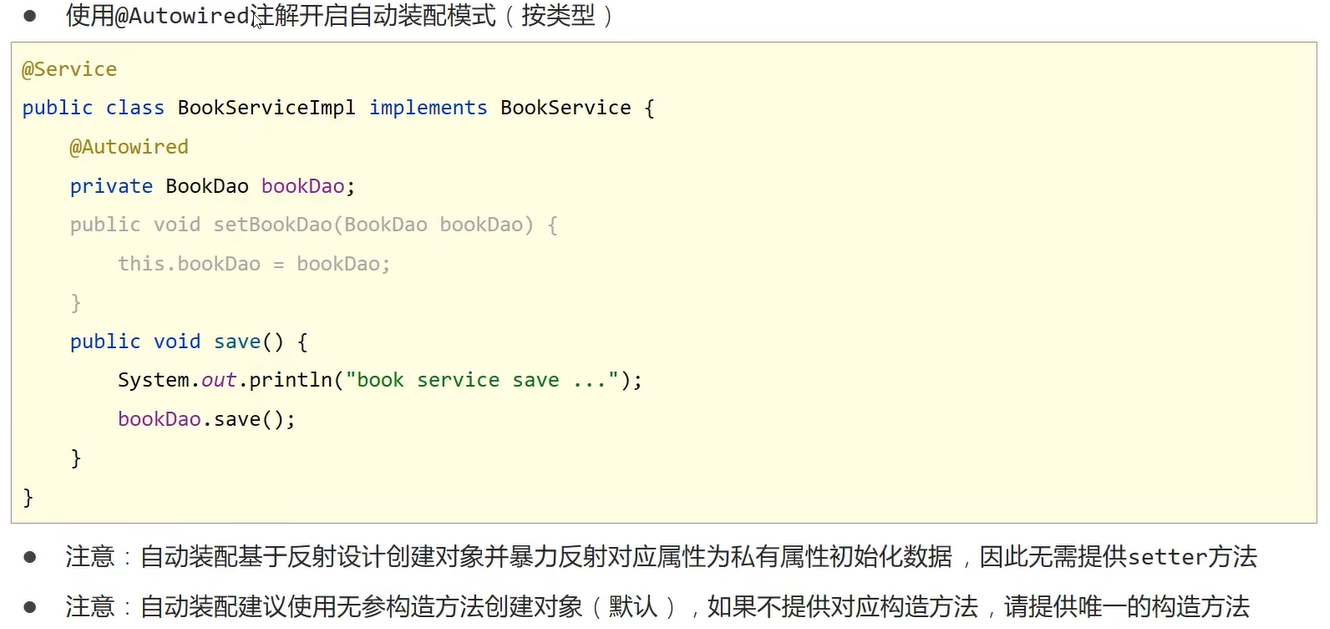 ● 使用@Autowired注解开启自动装配模式（按类型）
@Service
public class BookServiceImpl implements BookService {
    @Autowired
    private BookDao bookDao;
    public void setBookDao(BookDao bookDao) {
        this.bookDao = bookDao;
    }
    public void save() {
        System.out.println("book service save ...");
        bookDao.save();
    }
}
● 注意：自动装配基于反射设计创建对象并暴力反射对应属性为私有属性初始化数据，因此无需提供setter方法
● 注意：自动装配建议使用无参构造方法创建对象（默认），如果不提供对应构造方法，请提供唯一的构造方法